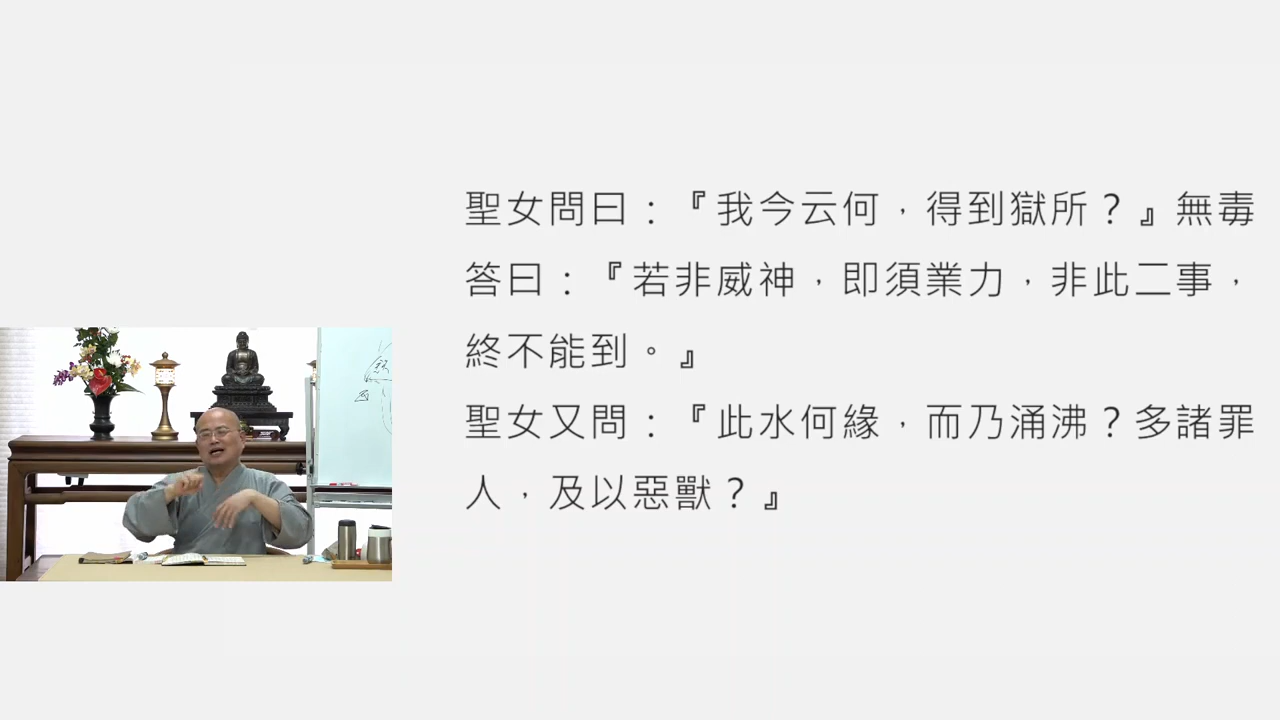 聖女問曰：『我今云何，得到獄所？』無毒
答曰：『若非威神，即須業力，非此二事，
終不能到。』
聖女又問：『此水何緣，而乃涌沸？多諸罪
人，及以惡獸？』